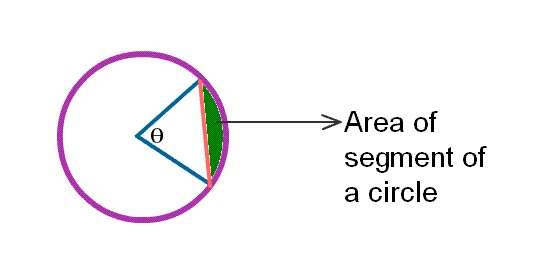 θ
Area of
segment of
a circle